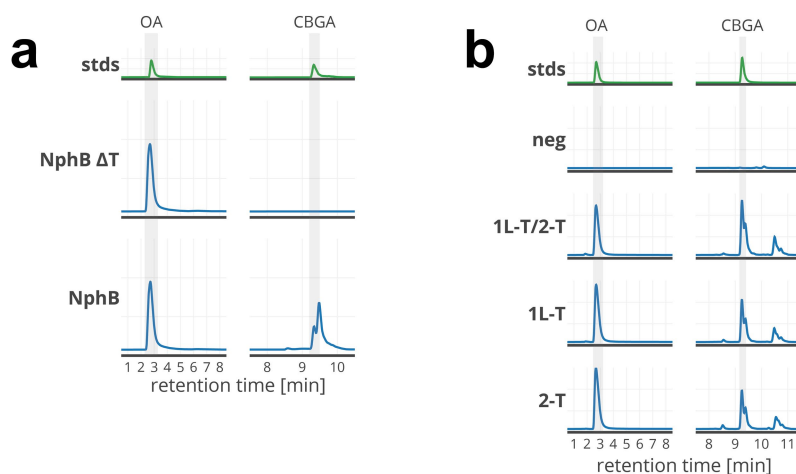 a
OA
CBGA
stds
NphB ΔT
NphB
1 2 3 4 5 6 7 8
8 9 10
retention time [min]
b
OA
CBGA
stds
neg
1L-T/2-T
1L-T
2-T
1 2 3 4 5 6 7 8
8 9 10 11
retention time [min]